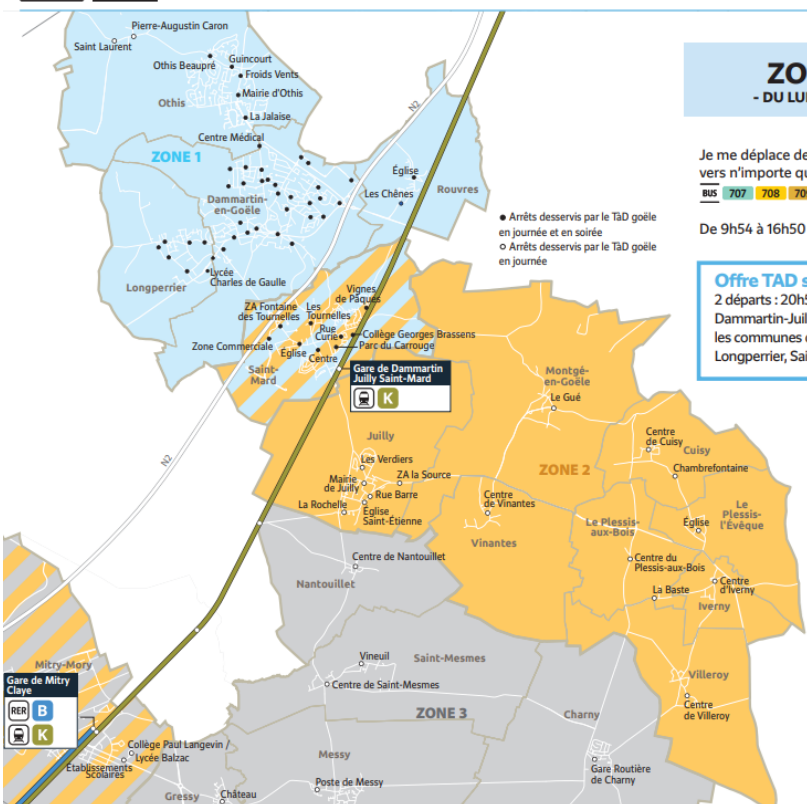 Pierre-Augustin Caron
Saint Laurent
Othis Beaupré
Guincourt
Froids Vents
Othis
Mairie d'Othis
La Jalaise
Centre Médical
ZONE 1
N2
Église
Les Chênes
Rouvres
Dammartin-
en-Goële
Lycée
Charles de Gaulle
Longperrier
ZO
- DU LU
Je me déplace de
vers n'importe qu
BUS 707 708 709
De 9h54 à 16h50
Offre TAD s
2 départs : 20h5
Dammartin-Juil
les communes
Longperrier, Sai
• Arrêts desservis par le TàD goële
en journée et en soirée
○ Arrêts desservis par le TàD goële
en journée
Vignes
de Pâques
ZA Fontaine
des Tournelles
Les
Tournelles
Rue
Curie
Collège Georges Brassens
Parc du Carrouge
Zone Commerciale
Église
Centre
Saint-
Mard
Gare de Dammartin
Juilly Saint-Mard
K
N2
Montgé-
en-Goële
Le Gué
Juilly
Les Verdiers
Mairie
de Juilly
ZA la Source
Rue Barre
La Rochelle
Église
Saint-Étienne
ZONE 2
Centre
de Vinantes
Vinantes
Centre
de Cuisy
Cuisy
Chambrefontaine
Le
Plessis-
l'Évêque
Église
Le Plessis-
aux-Bois
Centre du
Plessis-aux-Bois
La Baste
Centre
d'Iverny
Iverny
Villeroy
Centre
de Villeroy
Centre de Nantouillet
Nantouillet
Vineuil
Saint-Mesmes
Centre de Saint-Mesmes
ZONE 3
Charny
Gare Routière
de Charny
Messy
Poste de Messy
Mitry-Mory
Gare de Mitry
Claye
RER B
K
Collège Paul Langevin /
Lycée Balzac
Etablissements
Scolaires
Gressy
Château